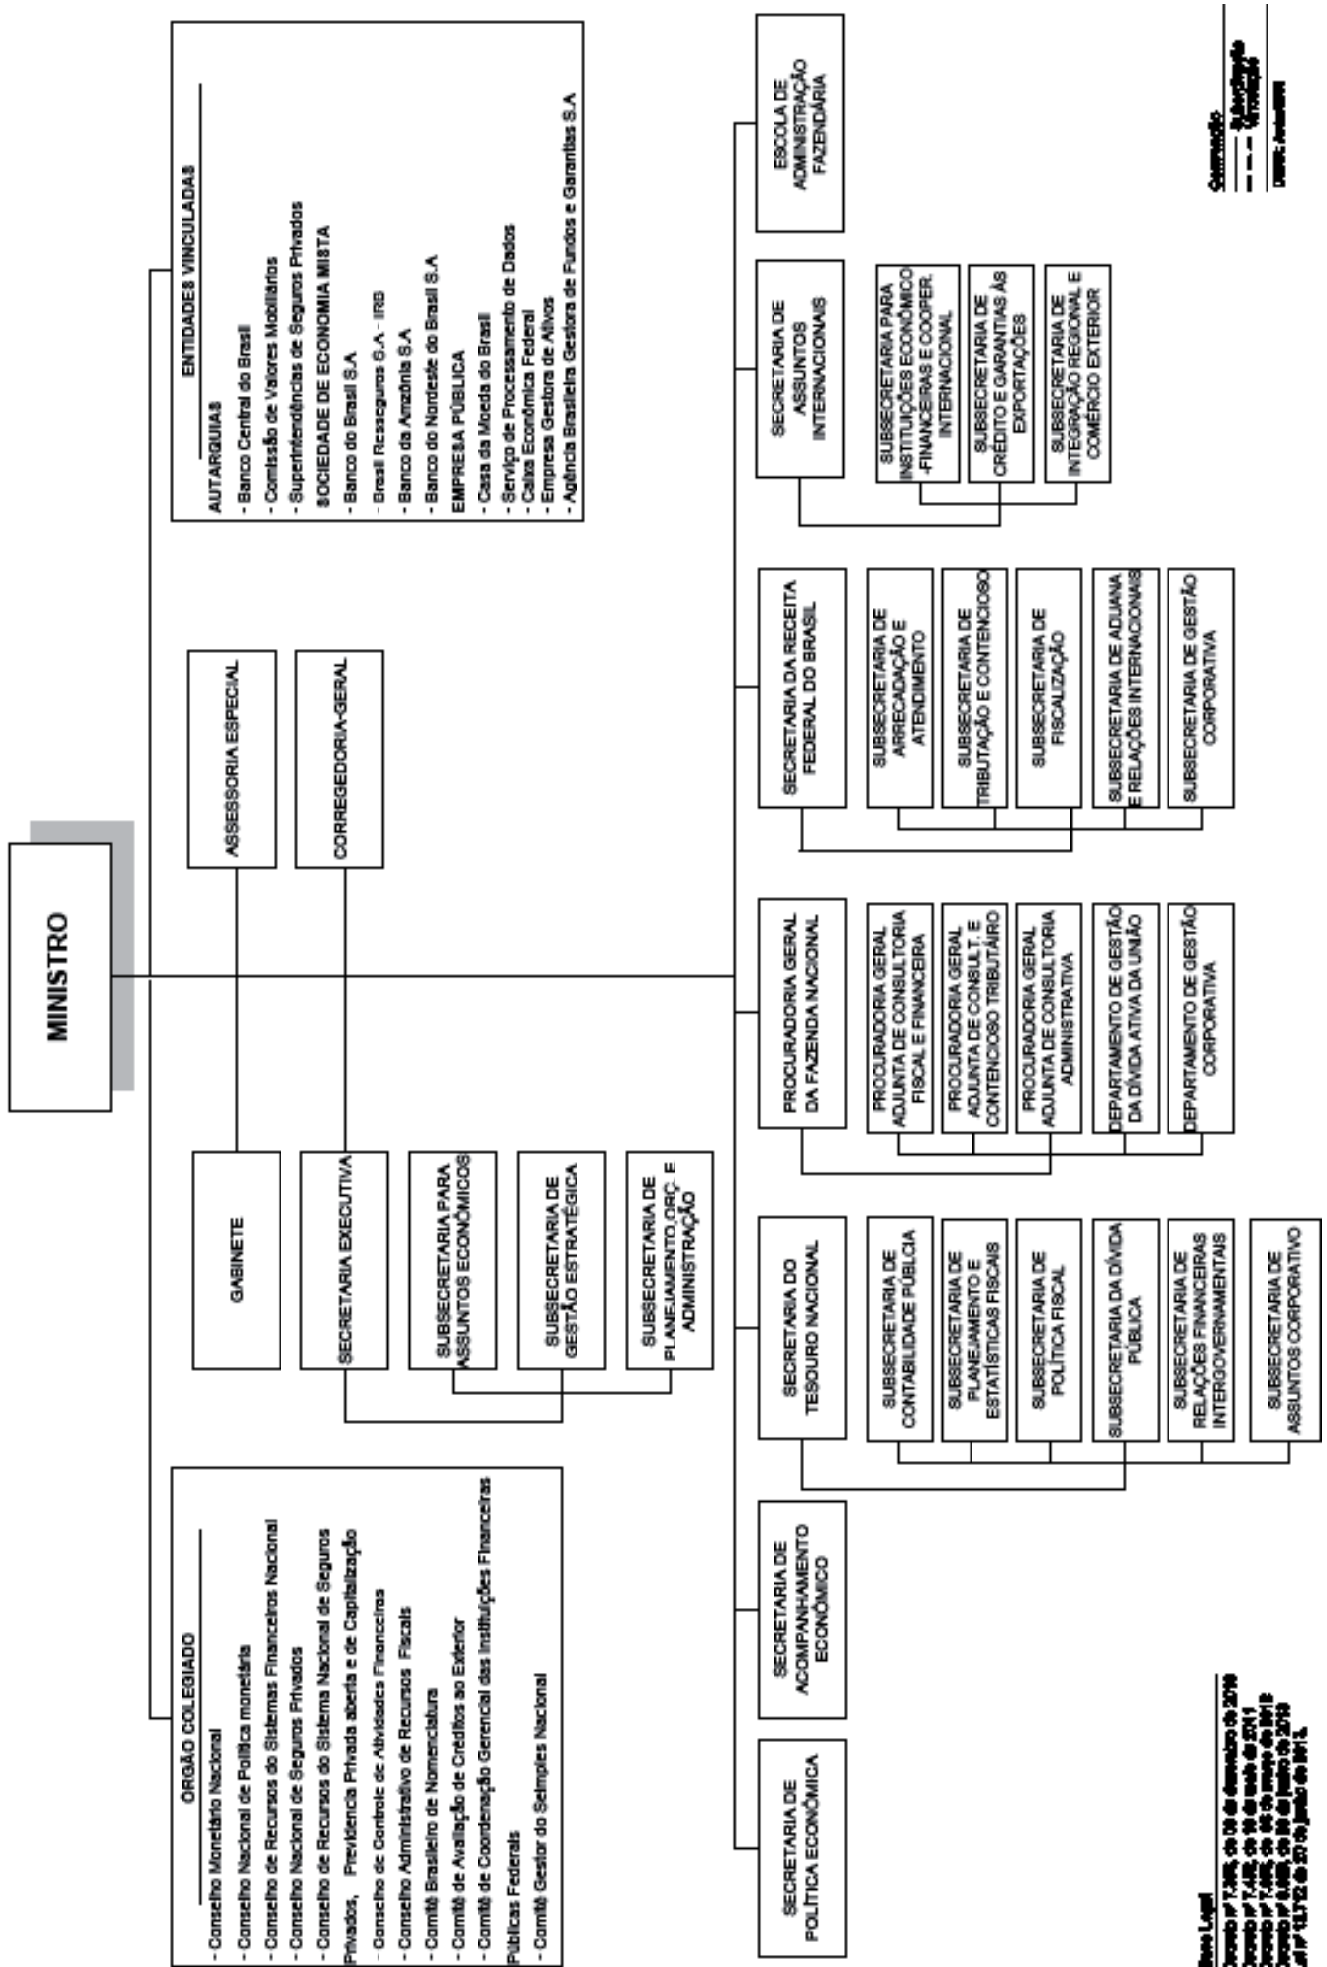 MINISTRO
ÓRGÃO COLEGIADO
- Conselho Monetário Nacional
- Conselho Nacional de Política monetária
- Conselho de Recursos do Sistemas Financeiros Nacional
- Conselho Nacional de Seguros Privados
- Conselho de Recursos do Sistema Nacional de Seguros
Privados, Previdencia Privada aberta e de Capitalização
- Conselho de Controle de Atividades Financeiras
- Conselho Administrativo de Recursos Fiscais
- Comitê Brasileiro de Nomenclatura
- Comitê de Avaliação de Créditos ao Exterior
- Comitê de Coordenação Gerencial das Instituições Financeiras
Públicas Federais
- Comitê Gestor do Seimples Nacional
GABINETE
ASSESSORIA ESPECIAL
SECRETARIA EXECUTIVA
CORREGEDORIA-GERAL
SUBSECRETARIA PARA
ASSUNTOS ECONÔMICOS
SUBSECRETARIA DE
GESTÃO ESTRATÉGICA
SUBSECRETARIA DE
PLANEJAMENTO,ORÇ. E
ADMINISTRAÇÃO
ENTIDADES VINCULADAS
AUTARQUIAS
- Banco Central do Brasil
- Comissão de Valores Mobiliários
- Superintendências de Seguros Privados
SOCIEDADE DE ECONOMIA MISTA
- Banco do Brasil S.A
- Brasil Resseguros S.A - IRB
- Banco da Amzônia S.A
- Banco do Nordeste do Brasil S.A
EMPRESA PÚBLICA
- Casa da Moeda do Brasil
- Serviço de Processamento de Dados
- Caixa Econômica Federal
- Empresa Gestora de Ativos
- Agência Brasileira Gestora de Fundos e Garantias S.A
SECRETARIA DE
POLÍTICA ECONÔMICA
SECRETARIA DE
ACOMPANHAMENTO
ECONÔMICO
SECRETARIA DO
TESOURO NACIONAL
SUBSECRETARIA DE
CONTABILIDADE PÚBLCIA
SUBSECRETARIA DE
PLANEJAMENTO E
ESTATÍSTICAS FISCAIS
SUBSECRETARIA DE
POLÍTICA FISCAL
SUBSECRETARIA DA DÍVIDA
PÚBLICA
SUBSECRETARIA DE
RELAÇÕES FINANCEIRAS
INTERGOVERNAMENTAIS
SUBSECRETARIA DE
ASSUNTOS CORPORATIVO
PROCURADORIA GERAL
DA FAZENDA NACIONAL
PROCURADORIA GERAL
ADJUNTA DE CONSULTORIA
FISCAL E FINANCEIRA
PROCURADORIA GERAL
ADJUNTA DE CONSULT. E
CONTENCIOSO TRIBUTÁIRO
PROCURADORIA GERAL
ADJUNTA DE CONSULTORIA
ADMINISTRATIVA
DEPARTAMENTO DE GESTÃO
DA DÍVIDA ATIVA DA UNIÃO
DEPARTAMENTO DE GESTÃO
CORPORATIVA
SECRETARIA DA RECEITA
FEDERAL DO BRASIL
SUBSECRETARIA DE
ARRECADAÇÃO E
ATENDIMENTO
SUBSECRETARIA DE
TRIBUTAÇÃO E CONTENCIOSO
SUBSECRETARIA DE
FISCALIZAÇÃO
SUBSECRETARIA DE ADUANA
E RELAÇÕES INTERNACIONAIS
SUBSECRETARIA DE GESTÃO
CORPORATIVA
SECRETARIA DE
ASSUNTOS
INTERNACIONAIS
SUBSECRETARIA PARA
INSTITUIÇÕES ECONÔMICO
-FINANCEIRAS E COOPER.
INTERNACIONAL
SUBSECRETARIA DE
CRÉDITO E GARANTIAS ÀS
EXPORTAÇÕES
SUBSECRETARIA DE
INTEGRAÇÃO REGIONAL E
COMÉRCIO EXTERIOR
ESCOLA DE
ADMINISTRAÇÃO
FAZENDÁRIA
Base Legal
Convenção
Subordinação
Vinculação